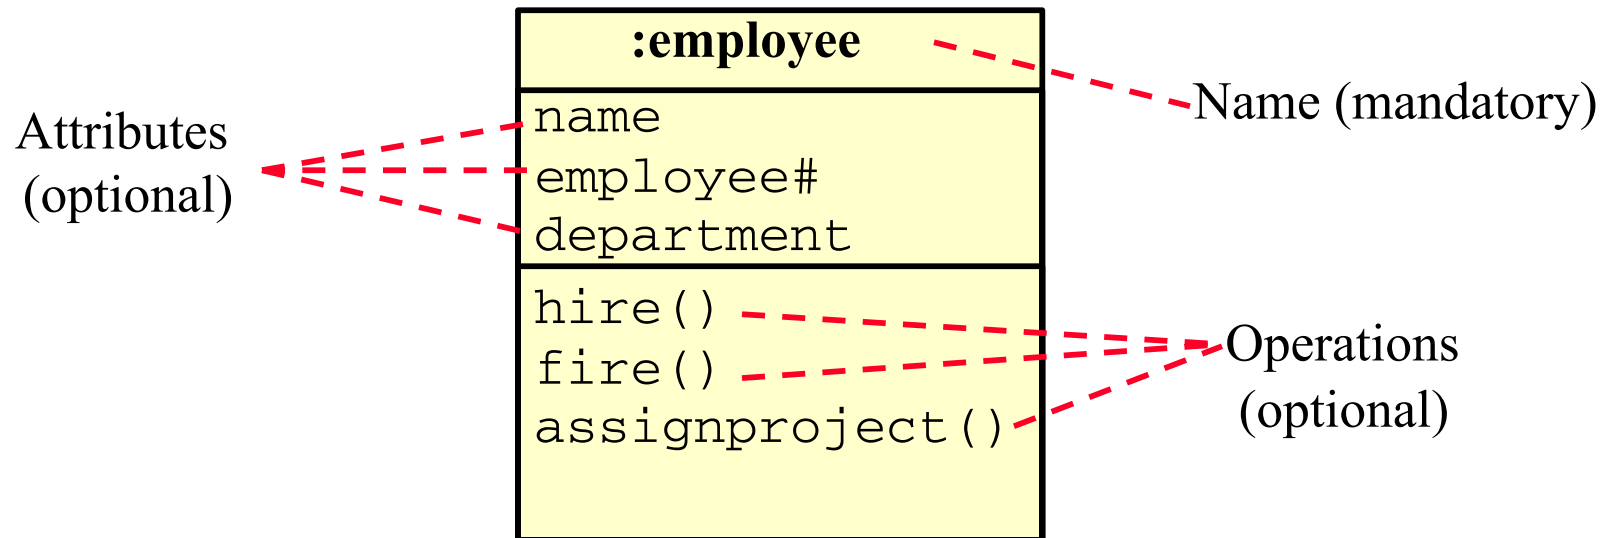 :employee
Name (mandatory)
Attributes
(optional)
name
employee#
department
hire()
fire()
assignproject()
Operations
(optional)